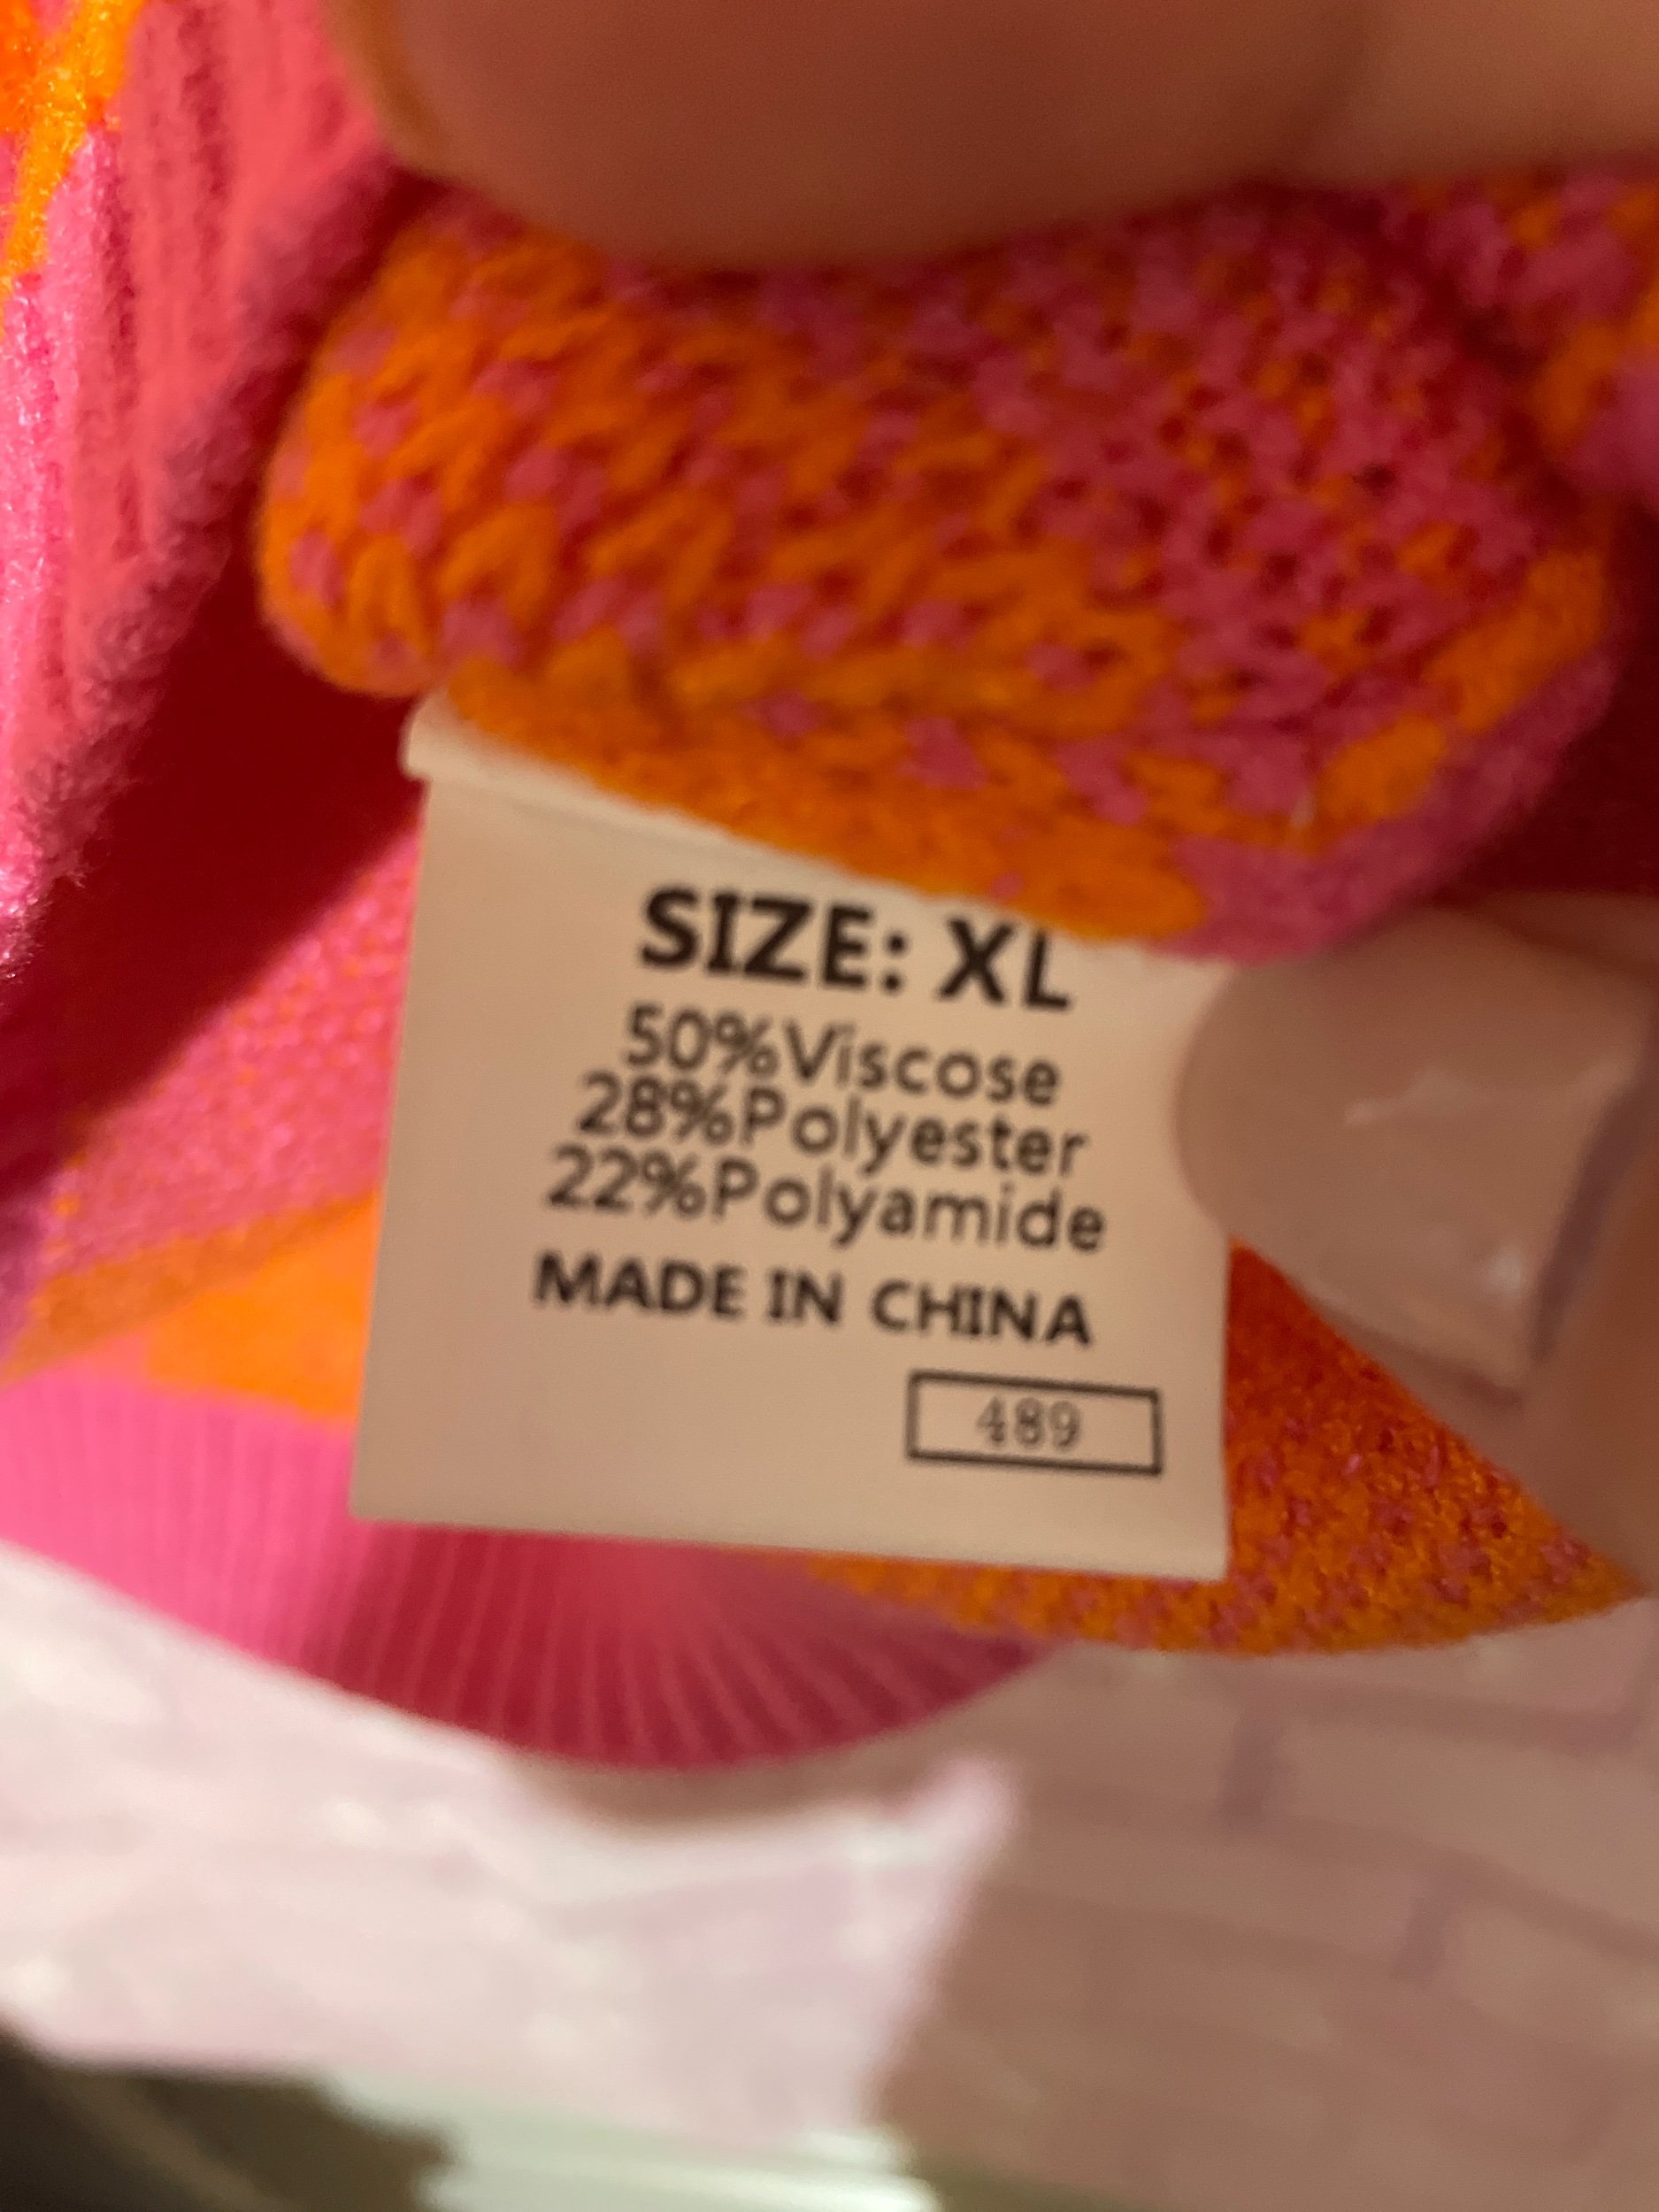 SIZE: XL
50%Viscose
28%Polyester
22%Polyamide
MADE IN CHINA
489